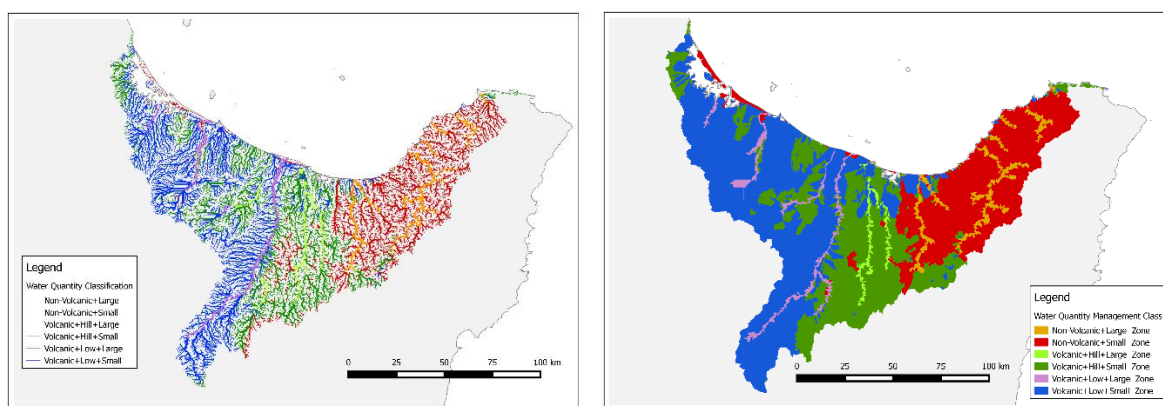 Legend
Water Quantity Classification
Non-Volcanic+Large
Non-Volcanic+Small
Volcanic+Hill+Large
Volcanic+Hill+Small
Volcanic+Low+Large
Volcanic+Low+Small
0 25 50 75 100 km
Legend
Water Quantity Management Class
Non-Volcanic+Large Zone
Non-Volcanic+Small Zone
Volcanic+Hill+Large Zone
Volcanic+Hill+Small Zone
Volcanic+Low+Large Zone
Volcanic+Low+Small Zone
0 25 50 75 100 km